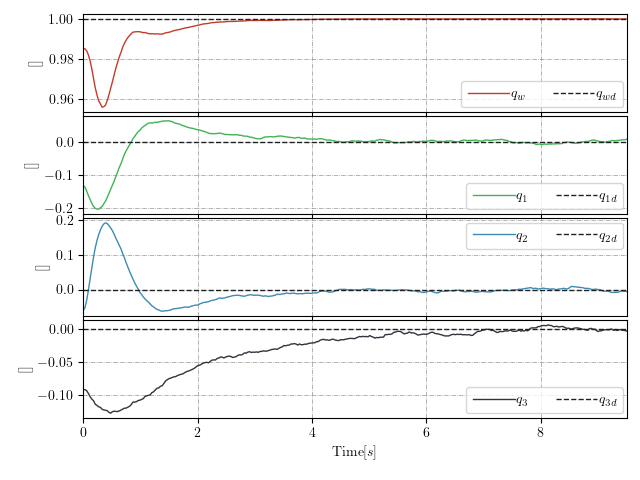 1.00
0.98
0.96
[]
q_w
q_wd
0.0
−0.1
−0.2
[]
q_1
q_1d
0.2
0.1
0.0
[]
q_2
q_2d
0.00
−0.05
−0.10
[]
q_3
q_3d
0 2 4 6 8
Time[s]